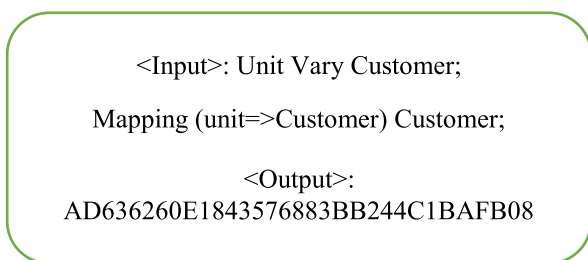 <Input>: Unit Vary Customer;
Mapping (unit=>Customer) Customer;
<Output>:
AD636260E1843576883BB244C1BAFB08